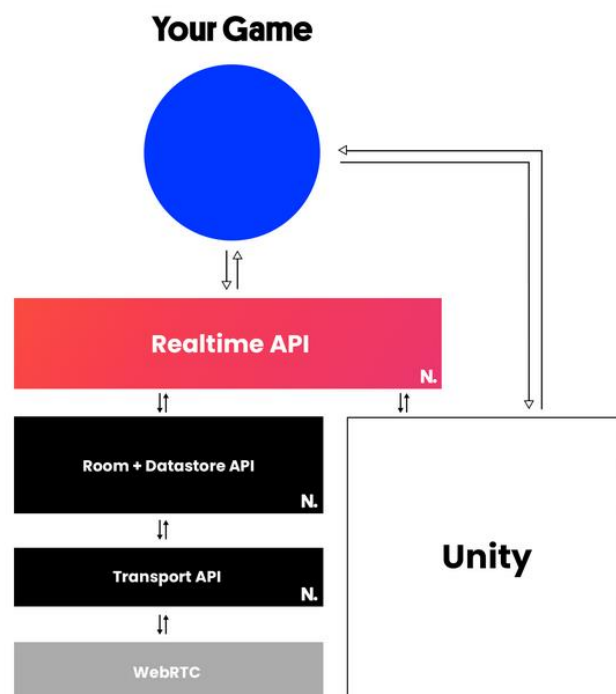 Your Game
Realtime API
N.
Room + Datastore API
N.
Transport API
N.
Unity
WebRTC